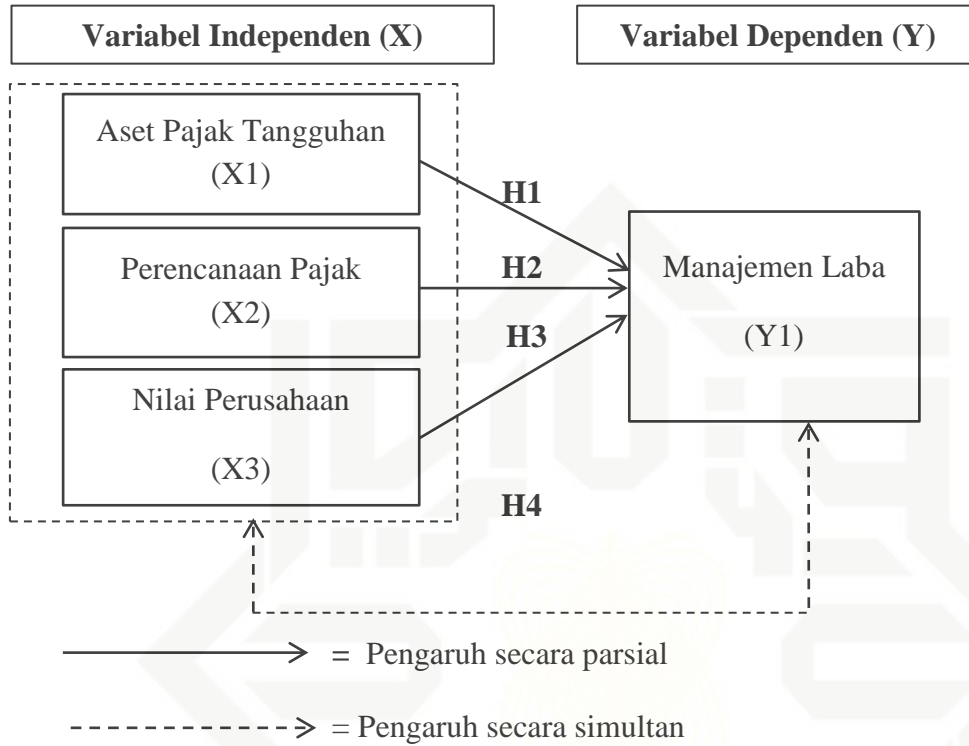 Variabel Independen (X)
Variabel Dependen (Y)
Aset Pajak Tangguhan
(X1)
H1
Perencanaan Pajak
(X2)
H2
Manajemen Laba
(Y1)
H3
Nilai Perusahaan
(X3)
H4
= Pengaruh secara parsial
= Pengaruh secara simultan